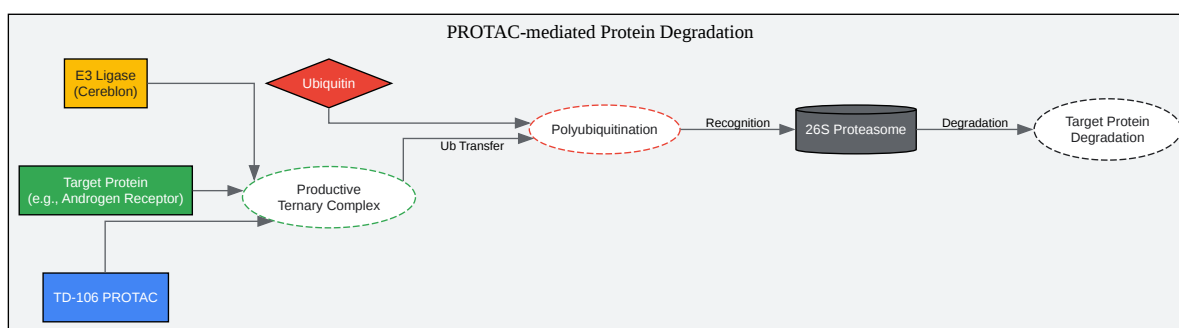 PROTAC-mediated Protein Degradation
E3 Ligase
(Cereblon)
Ubiquitin
Polyubiquitination
Recognition
26S Proteasome
Degradation
Target Protein
Degradation
Ub Transfer
Target Protein
(e.g., Androgen Receptor)
Productive
Ternary Complex
TD-106 PROTAC